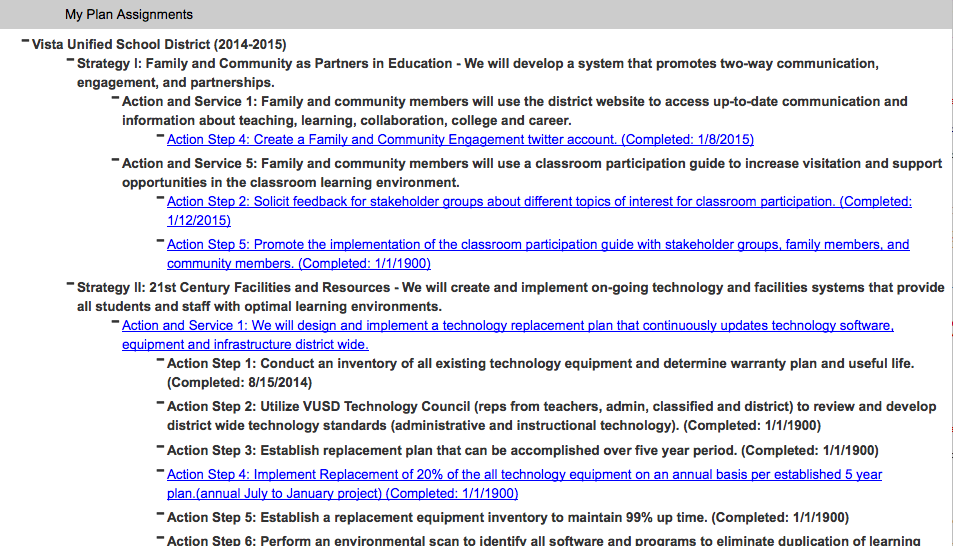 My Plan Assignments
Vista Unified School District (2014-2015)
Strategy I: Family and Community as Partners in Education - We will develop a system that promotes two-way communication,
engagement, and partnerships.
Action and Service 1: Family and community members will use the district website to access up-to-date communication and
information about teaching, learning, collaboration, college and career.
Action Step 4: Create a Family and Community Engagement twitter account. (Completed: 1/8/2015)
Action and Service 5: Family and community members will use a classroom participation guide to increase visitation and support
opportunities in the classroom learning environment.
Action Step 2: Solicit feedback for stakeholder groups about different topics of interest for classroom participation. (Completed:
1/12/2015)
Action Step 5: Promote the implementation of the classroom participation guide with stakeholder groups, family members, and
community members. (Completed: 1/1/1900)
Strategy II: 21st Century Facilities and Resources - We will create and implement on-going technology and facilities systems that provide
all students and staff with optimal learning environments.
Action and Service 1: We will design and implement a technology replacement plan that continuously updates technology software,
equipment and infrastructure district wide.
Action Step 1: Conduct an inventory of all existing technology equipment and determine warranty plan and useful life.
(Completed: 8/15/2014)
Action Step 2: Utilize VUSD Technology Council (reps from teachers, admin, classified and district) to review and develop
district wide technology standards (administrative and instructional technology). (Completed: 1/1/1900)
Action Step 3: Establish replacement plan that can be accomplished over five year period. (Completed: 1/1/1900)
Action Step 4: Implement Replacement of 20% of the all technology equipment on an annual basis per established 5 year
plan.(annual July to January project) (Completed: 1/1/1900)
Action Step 5: Establish a replacement equipment inventory to maintain 99% up time. (Completed: 1/1/1900)
Action Step 6: Perform an environmental scan to identify all software and programs to eliminate duplication of learning